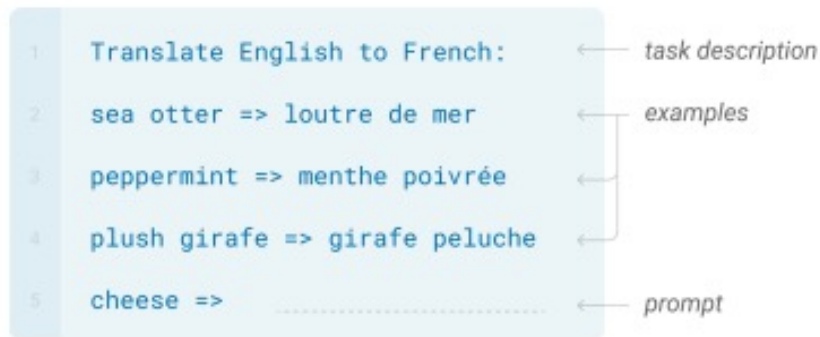 1 Translate English to French: task description
2 sea otter => loutre de mer examples
3 peppermint => menthe poivrée
4 plush girafe => girafe peluche
5 cheese => prompt